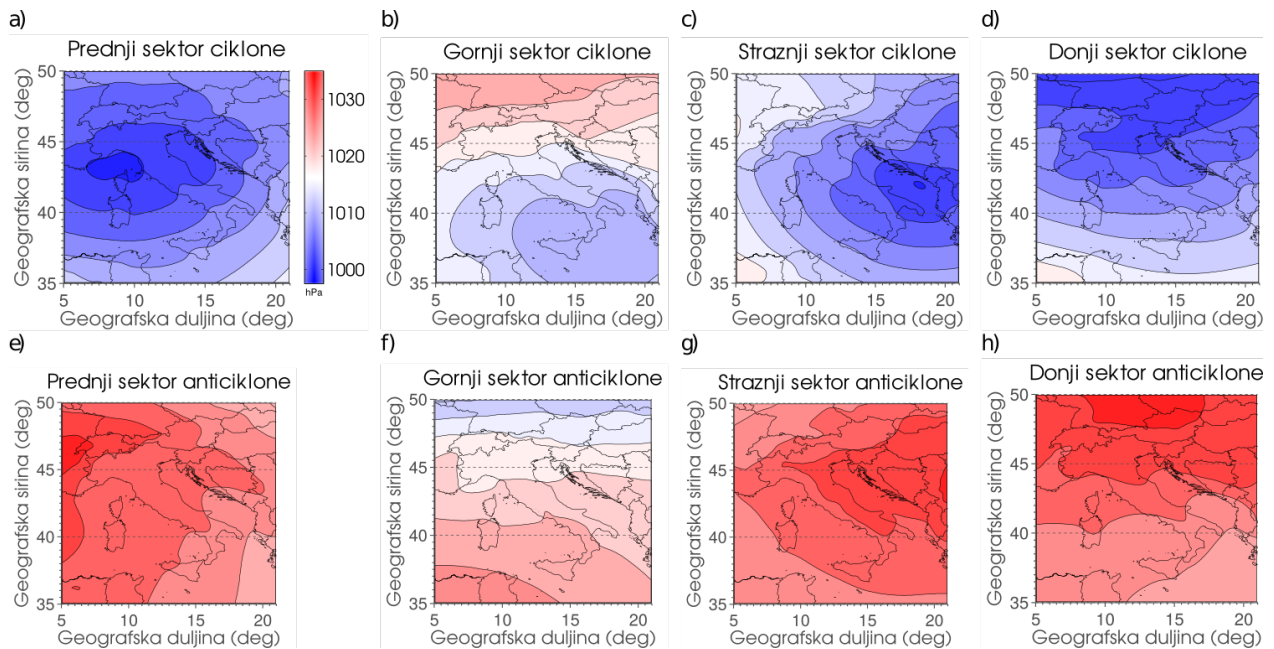 a)
Prednji sektor ciklone
50
45
40
35
5 10 15 20
Geografska sirina (deg)
Geografska duljina (deg)
1030
1020
1010
1000
hPa
b)
Gornji sektor ciklone
50
45
40
35
5 10 15 20
Geografska sirina (deg)
Geografska duljina (deg)
c)
Straznji sektor ciklone
50
45
40
35
5 10 15 20
Geografska sirina (deg)
Geografska duljina (deg)
d)
Donji sektor ciklone
50
45
40
35
5 10 15 20
Geografska sirina (deg)
Geografska duljina (deg)
e)
Prednji sektor anticiklone
50
45
40
35
5 10 15 20
Geografska sirina (deg)
Geografska duljina (deg)
f)
Gornji sektor anticiklone
50
45
40
35
5 10 15 20
Geografska sirina (deg)
Geografska duljina (deg)
g)
Straznji sektor anticiklone
50
45
40
35
5 10 15 20
Geografska sirina (deg)
Geografska duljina (deg)
h)
Donji sektor anticiklone
50
45
40
35
5 10 15 20
Geografska sirina (deg)
Geografska duljina (deg)